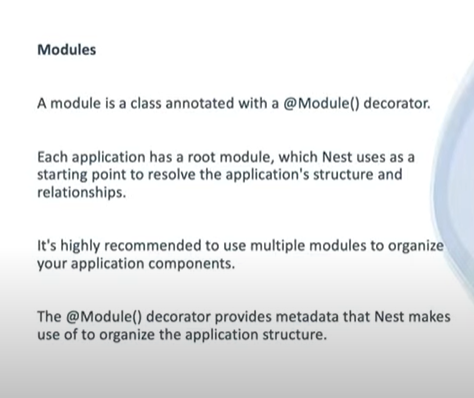 Modules
A module is a class annotated with a @Module() decorator.
Each application has a root module, which Nest uses as a
starting point to resolve the application's structure and
relationships.
It's highly recommended to use multiple modules to organize
your application components.
The @Module() decorator provides metadata that Nest makes
use of to organize the application structure.